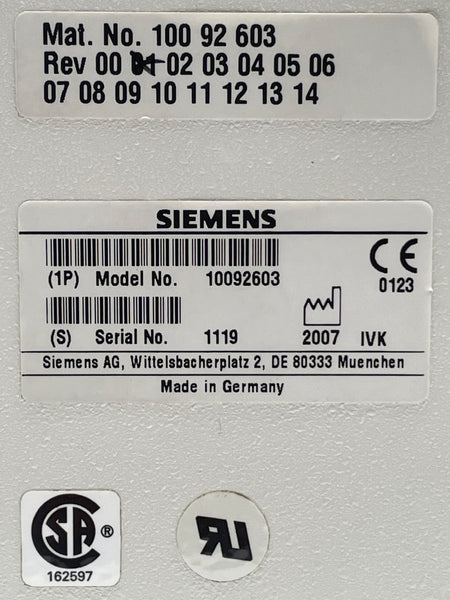 Mat. No. 100 92 603
Rev 00 01 02 03 04 05 06
07 08 09 10 11 12 13 14
SIEMENS
(1P) Model No. 10092603
CE 0123
(S) Serial No. 1119
2007 IVK
Siemens AG, Wittelsbacherplatz 2, DE 80333 Muenchen
Made in Germany
CSA ®
162597
RU